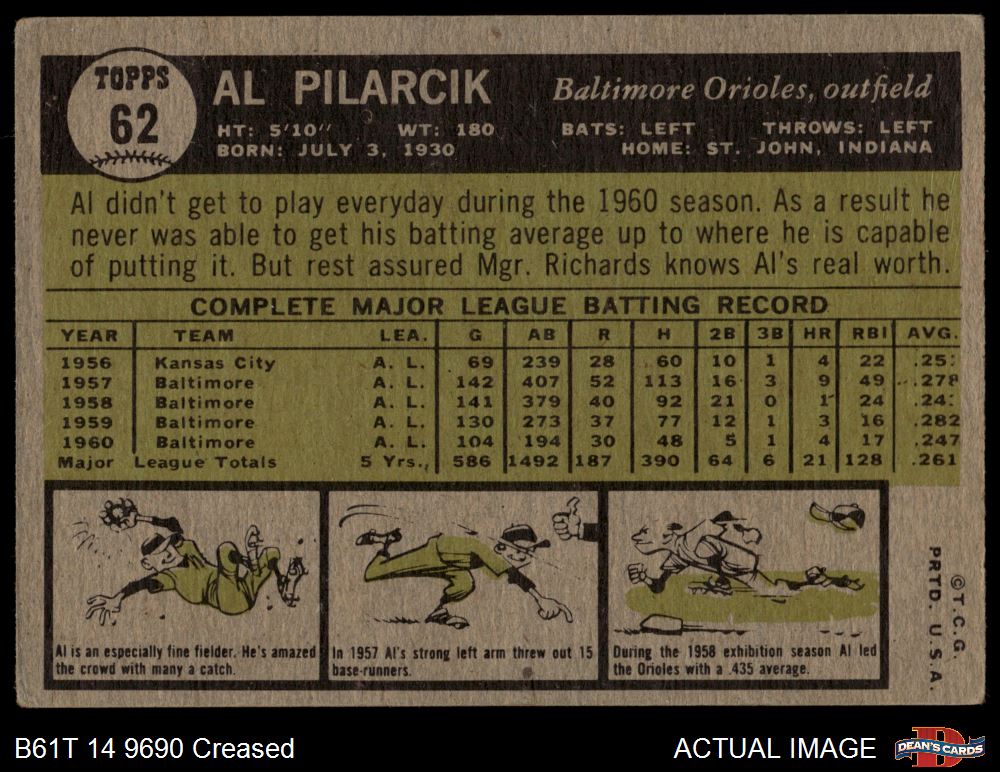 TOPPS
62
AL PILARCIK
Baltimore Orioles, outfield
HT: 5'10" WT: 180 BATS: LEFT THROWS: LEFT
BORN: JULY 3, 1930 HOME: ST. JOHN, INDIANA
Al didn't get to play everyday during the 1960 season. As a result he
never was able to get his batting average up to where he is capable
of putting it. But rest assured Mgr. Richards knows Al's real worth.
COMPLETE MAJOR LEAGUE BATTING RECORD
YEAR TEAM LEA. G AB R H 2B 3B HR RBI AVG.
1956 Kansas City A. L. 69 239 28 60 10 1 4 22
1957 Baltimore A. L. 142 407 52 113 16 3 9 49 .278
1958 Baltimore A. L. 141 379 40 92 21 0 1 24
1959 Baltimore A. L. 130 273 37 77 12 1 3 16 .282
1960 Baltimore A. L. 104 194 30 48 5 1 4 17 .247
Major League Totals 5 Yrs., 586 1492 187 390 64 6 21 128 .261
Al is an especially fine fielder. He's amazed
the crowd with many a catch.
In 1957 Al's strong left arm threw out 15
base-runners.
During the 1958 exhibition season Al led
the Orioles with a .435 average.
©T.C.G.
PRTD. U.S.A.
B61T 14 9690 Creased
ACTUAL IMAGE
DEAN'S CARDS